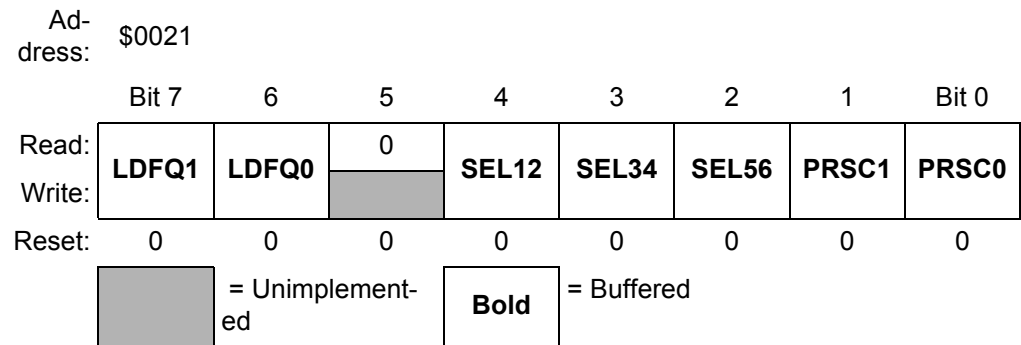 Ad-
dress: $0021
Bit 7 6 5 4 3 2 1 Bit 0
Read: LDFQ1 LDFQ0 0 SEL12 SEL34 SEL56 PRSC1 PRSC0
Write:
Reset: 0 0 0 0 0 0 0 0
= Unimplement-
ed
Bold = Buffered